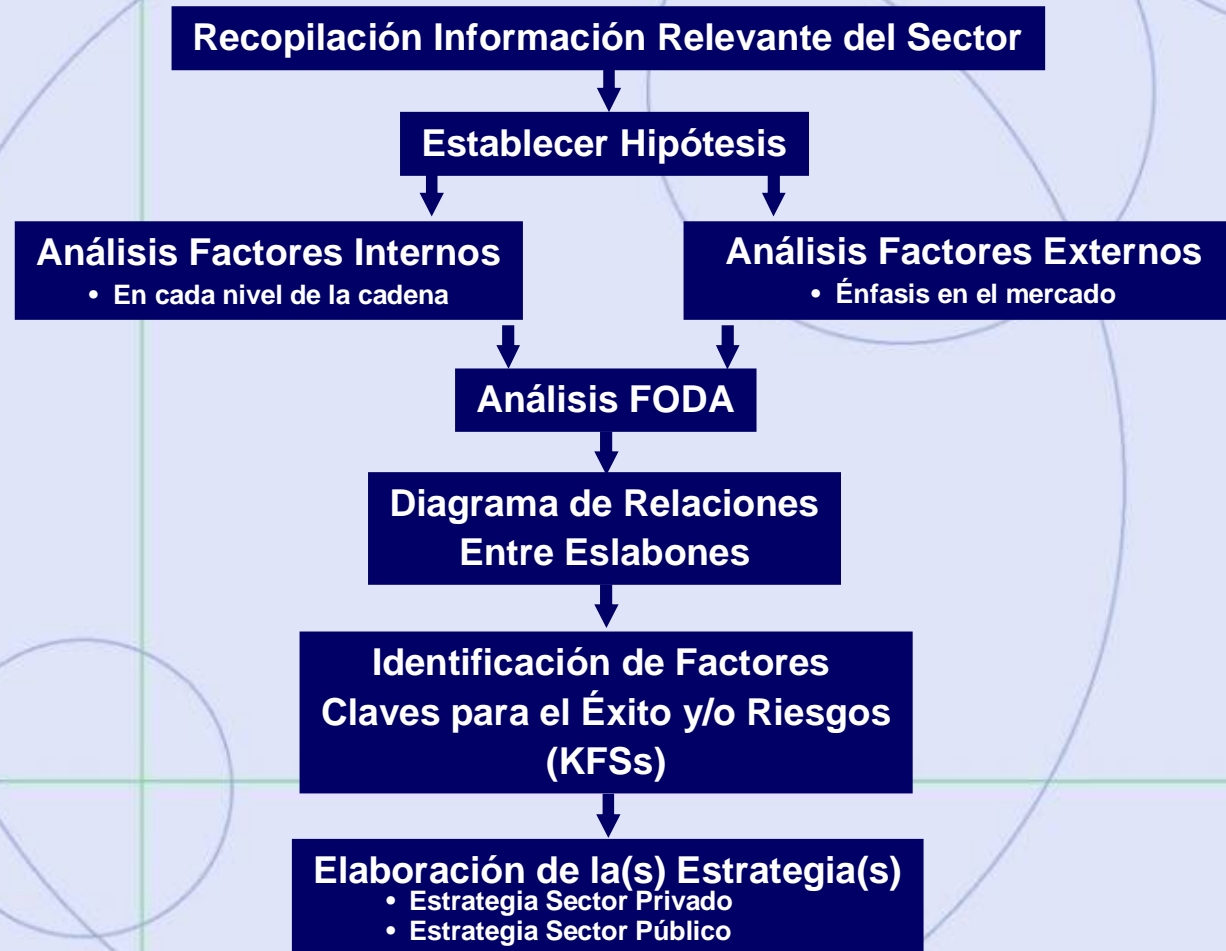 Recopilación Información Relevante del Sector
Establecer Hipótesis
Análisis Factores Internos
• En cada nivel de la cadena
Análisis Factores Externos
• Énfasis en el mercado
Análisis FODA
Diagrama de Relaciones
Entre Eslabones
Identificación de Factores
Claves para el Éxito y/o Riesgos
(KFSs)
Elaboración de la(s) Estrategia(s)
• Estrategia Sector Privado
• Estrategia Sector Público